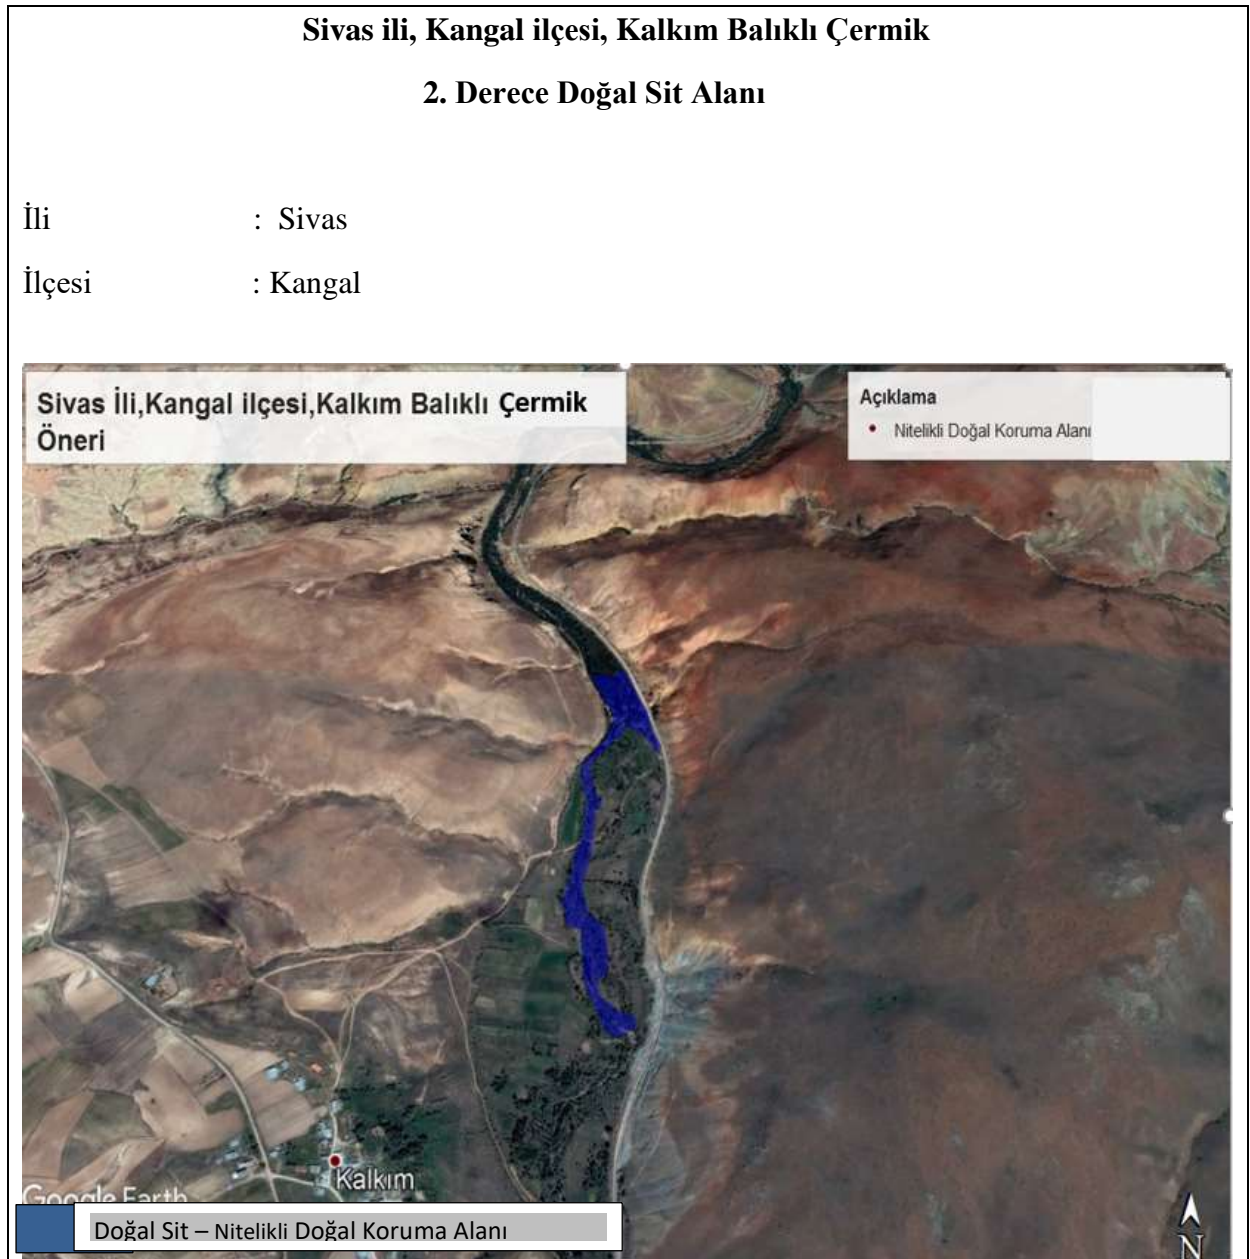 Sivas ili, Kangal ilçesi, Kalkım Balıklı Çermik
2. Derece Doğal Sit Alanı
İli : Sivas
İlçesi : Kangal
Sivas İli,Kangal ilçesi,Kalkım Balıklı Çermik
Öneri
Açıklama
Nitelikli Doğal Koruma Alanı
Kalkım
Google Earth
Doğal Sit – Nitelikli Doğal Koruma Alanı
N